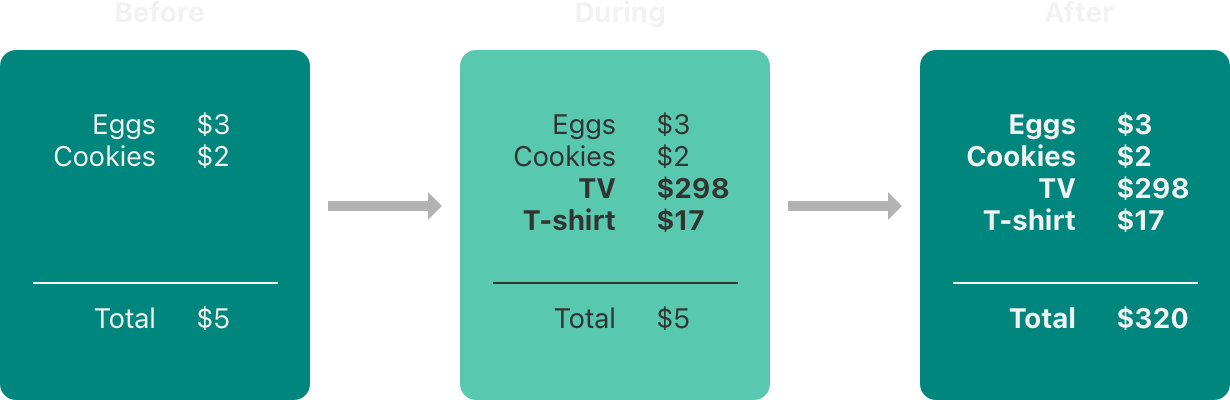 Before
During
After
Eggs $3
Cookies $2
Total $5
Eggs $3
Cookies $2
TV $298
T-shirt $17
Total $5
Eggs $3
Cookies $2
TV $298
T-shirt $17
Total $320